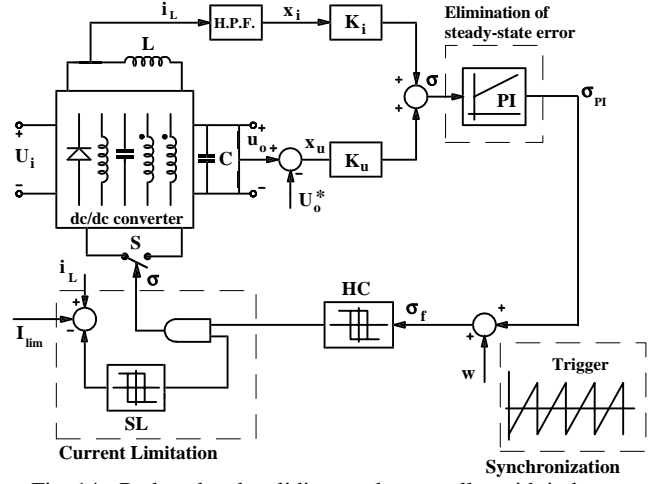 i_L
H.P.F.
x_i
K_i
Elimination of
steady-state error
L
+
+
σ
PI
σ_PI
U_i
+
−
+
−
u_o
C
+
−
x_u
K_u
U_o*
dc/dc converter
S
σ
i_L
+
−
I_lim
SL
Current Limitation
HC
σ_f
+
+
w
Trigger
Synchronization